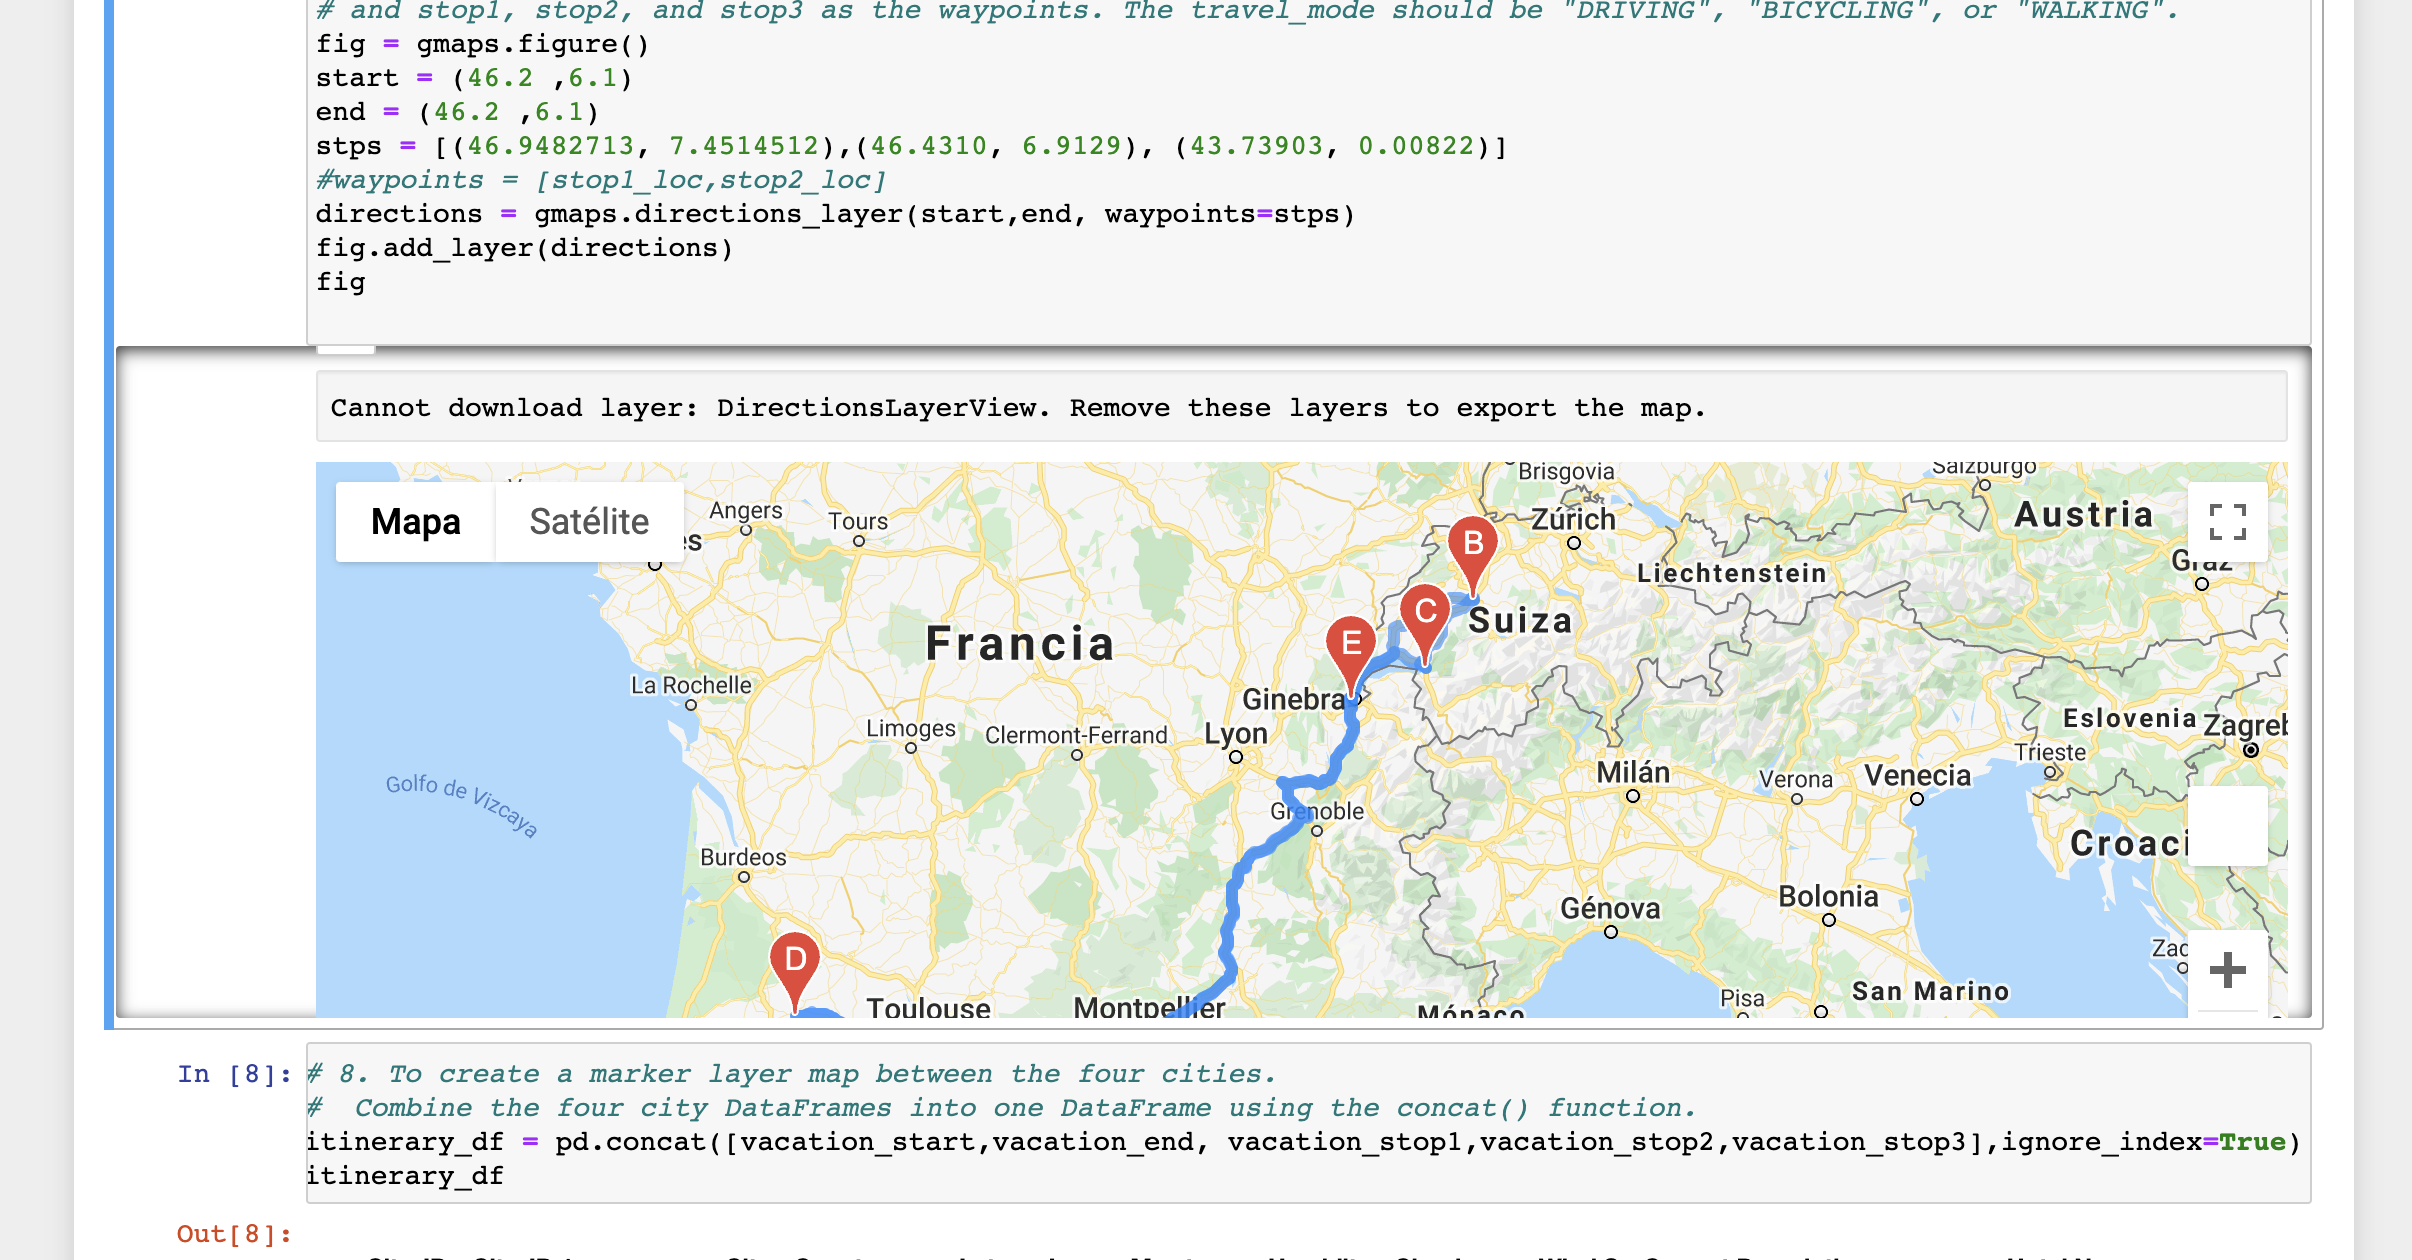 # and stop1, stop2, and stop3 as the waypoints. The travel_mode should be "DRIVING", "BICYCLING", or "WALKING".
fig = gmaps.figure()
start = (46.2 ,6.1)
end = (46.2 ,6.1)
stps = [(46.9482713, 7.4514512),(46.4310, 6.9129), (43.73903, 0.00822)]
#waypoints = [stop1_loc,stop2_loc]
directions = gmaps.directions_layer(start,end, waypoints=stps)
fig.add_layer(directions)
fig
Cannot download layer: DirectionsLayerView. Remove these layers to export the map.
Brisgovia
Salzburgo
Mapa
Satélite
Angers
Tours
Zúrich
Austria
B
Graz
Liechtenstein
C
Suiza
E
Francia
La Rochelle
Ginebra
Limoges
Clermont-Ferrand
Lyon
Eslovenia
Zagreb
Trieste
Golfo de Vizcaya
Milán
Verona
Venecia
Grenoble
Croaci
Burdeos
Bolonia
Génova
D
Zad
+
Toulouse
Montpellier
Mónaco
Pisa
San Marino
In [8]:
# 8. To create a marker layer map between the four cities.
#  Combine the four city DataFrames into one DataFrame using the concat() function.
itinerary_df = pd.concat([vacation_start,vacation_end, vacation_stop1,vacation_stop2,vacation_stop3],ignore_index=True)
itinerary_df
Out[8]: